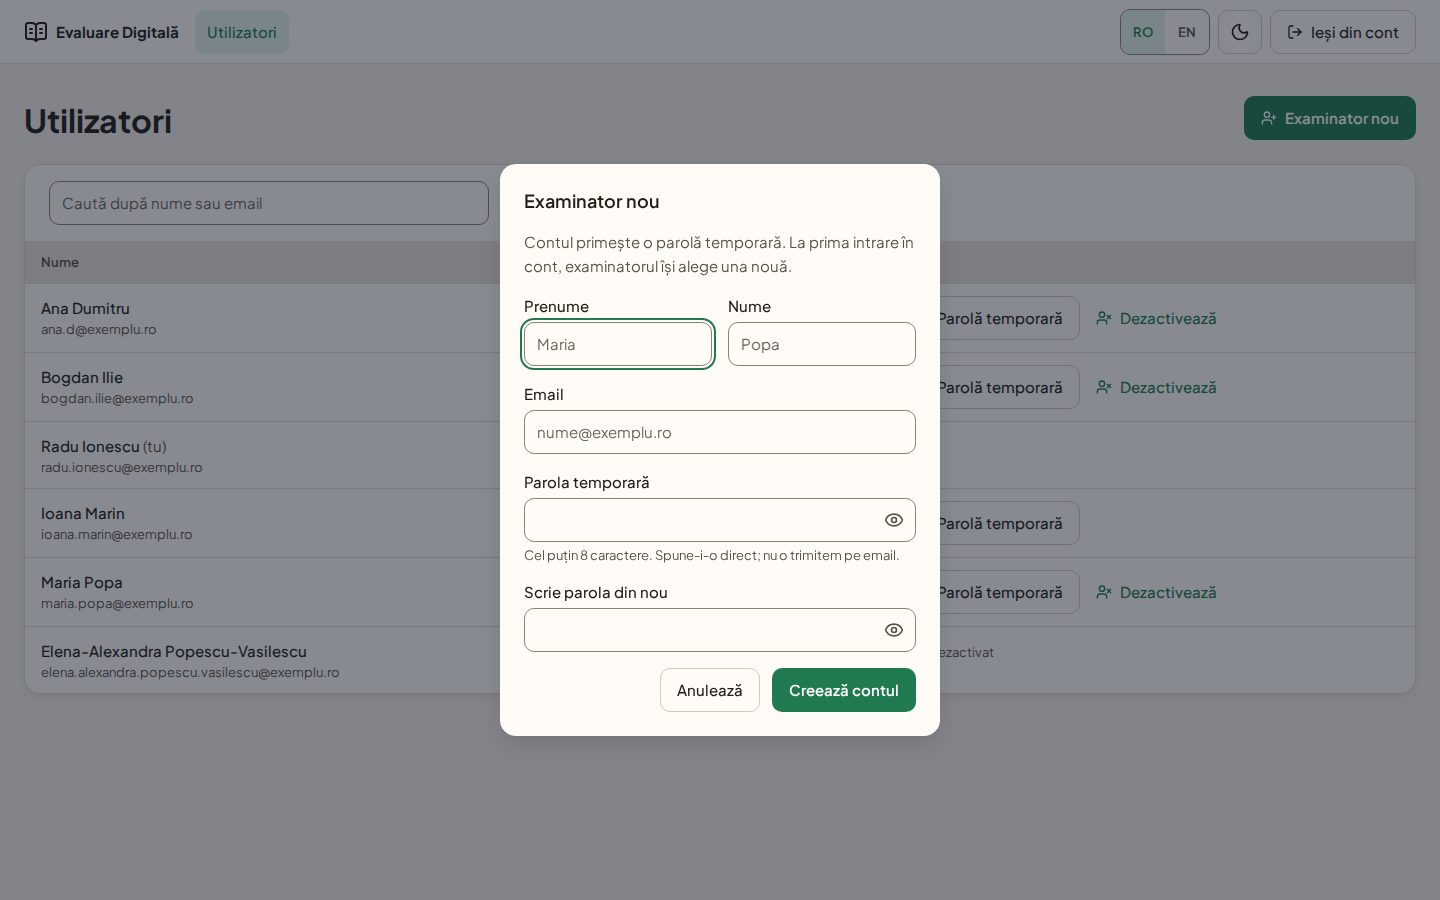 Evaluare Digitală
Utilizatori
RO
EN
Ieși din cont
Utilizatori
Examinator nou
Caută după nume sau email
Nume
Ana Dumitru
ana.d@exemplu.ro
Parolă temporară
Dezactivează
Bogdan Ilie
bogdan.ilie@exemplu.ro
Parolă temporară
Dezactivează
Radu Ionescu (tu)
radu.ionescu@exemplu.ro
Ioana Marin
ioana.marin@exemplu.ro
Parolă temporară
Maria Popa
maria.popa@exemplu.ro
Parolă temporară
Dezactivează
Elena-Alexandra Popescu-Vasilescu
elena.alexandra.popescu.vasilescu@exemplu.ro
ezactivat
Examinator nou
Contul primește o parolă temporară. La prima intrare în
cont, examinatorul își alege una nouă.
Prenume
Nume
Maria
Popa
Email
nume@exemplu.ro
Parola temporară
Cel puțin 8 caractere. Spune-i-o direct; nu o trimitem pe email.
Scrie parola din nou
Anulează
Creează contul